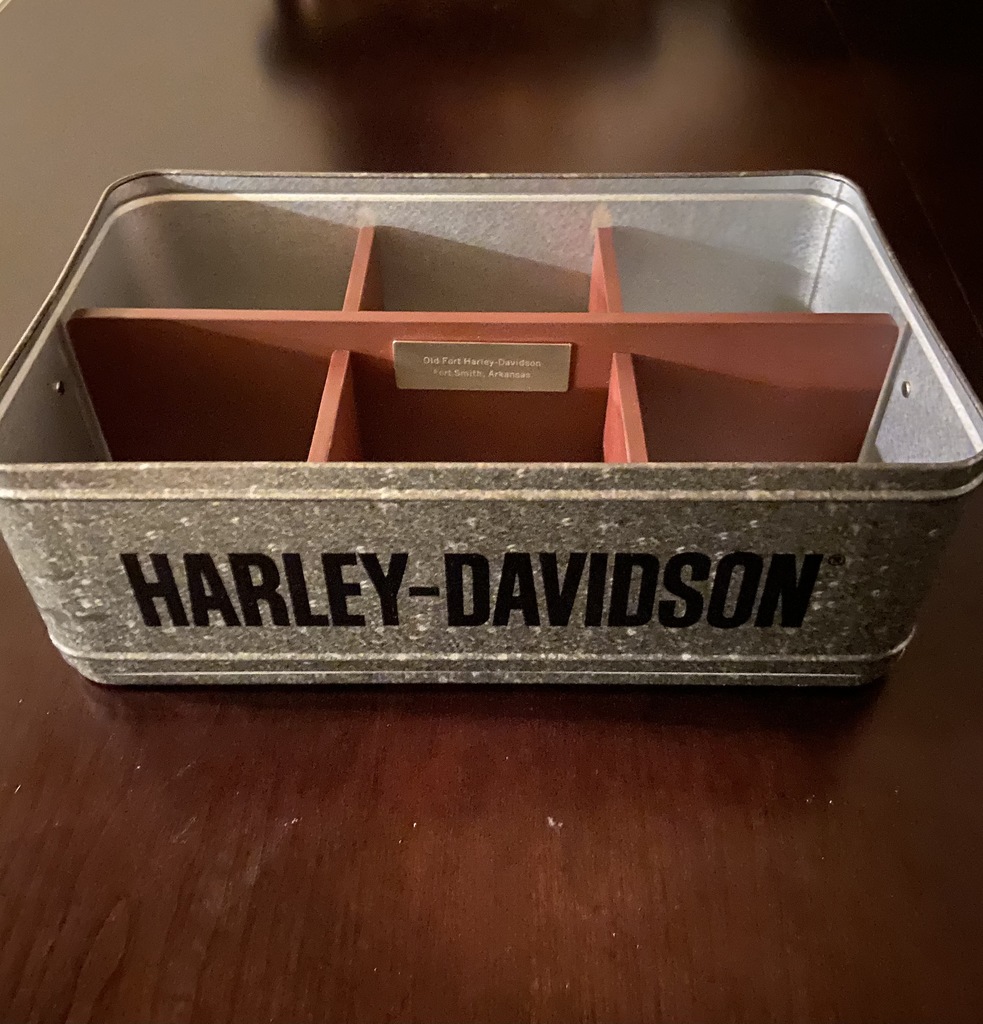 Old Fort Harley-Davidson
Fort Smith, Arkansas
HARLEY-DAVIDSON®